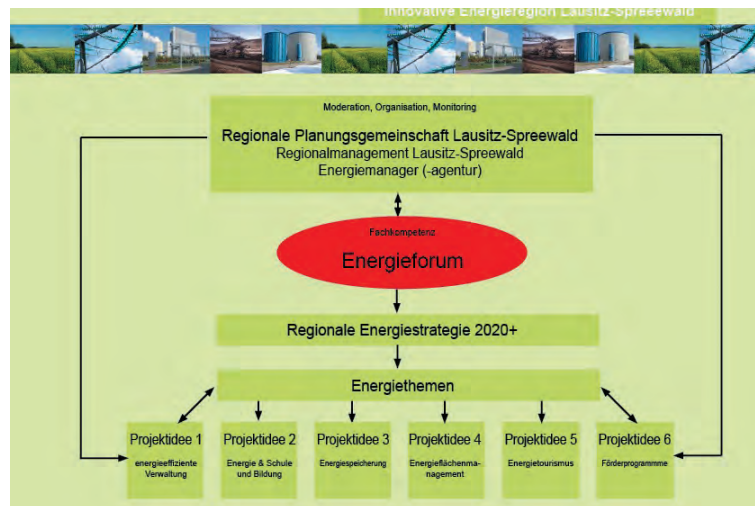 Innovative Energieregion Lausitz-Spreeewald
Moderation, Organisation, Monitoring
Regionale Planungsgemeinschaft Lausitz-Spreewald
Regionalmanagement Lausitz-Spreewald
Energiemanager (-agentur)
Fachkompetenz
Energieforum
Regionale Energiestrategie 2020+
Energiethemen
Projektidee 1
energieeffiziente
Verwaltung
Projektidee 2
Energie & Schule
und Bildung
Projektidee 3
Energiespeicherung
Projektidee 4
Energieflächenma-
nagement
Projektidee 5
Energietourismus
Projektidee 6
Förderprogrammme